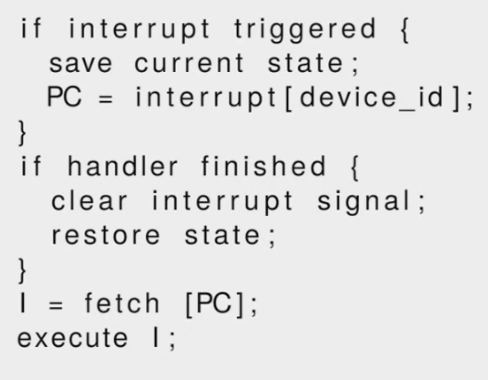 if interrupt triggered {
save current state;
PC = interrupt[device_id];
}
if handler finished {
clear interrupt signal;
restore state;
}
I = fetch [PC];
execute I;